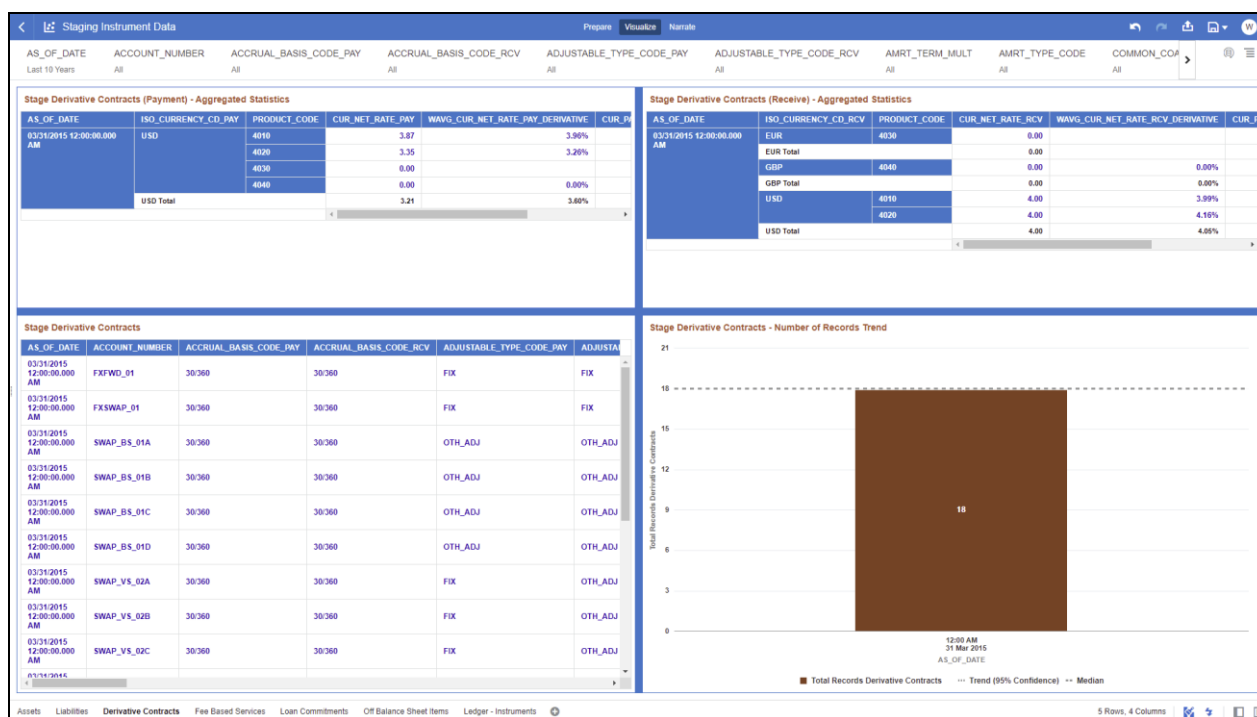 Staging Instrument Data
Prepare Visualize Narrate
W
AS_OF_DATE ACCOUNT_NUMBER ACCRUAL_BASIS_CODE_PAY ACCRUAL_BASIS_CODE_RCV ADJUSTABLE_TYPE_CODE_PAY ADJUSTABLE_TYPE_CODE_RCV AMRT_TERM_MULT AMRT_TYPE_CODE COMMON_COA
Last 10 Years All All All All All All All All
Stage Derivative Contracts (Payment) - Aggregated Statistics
AS_OF_DATE ISO_CURRENCY_CD_PAY PRODUCT_CODE CUR_NET_RATE_PAY WAVG_CUR_NET_RATE_PAY_DERIVATIVE CUR_PA
03/31/2015 12:00:00.000 AM USD 4010 3.87 3.96%
4020 3.35 3.26%
4030 0.00
4040 0.00 0.00%
USD Total 3.21 3.60%
Stage Derivative Contracts (Receive) - Aggregated Statistics
AS_OF_DATE ISO_CURRENCY_CD_RCV PRODUCT_CODE CUR_NET_RATE_RCV WAVG_CUR_NET_RATE_RCV_DERIVATIVE
03/31/2015 12:00:00.000 AM EUR 4030 0.00
EUR Total 0.00
GBP 4040 0.00 0.00%
GBP Total 0.00 0.00%
USD 4010 4.00 3.99%
4020 4.00 4.16%
USD Total 4.00 4.05%
Stage Derivative Contracts
AS_OF_DATE ACCOUNT_NUMBER ACCRUAL_BASIS_CODE_PAY ACCRUAL_BASIS_CODE_RCV ADJUSTABLE_TYPE_CODE_PAY ADJUSTA
03/31/2015 12:00:00.000 AM FXFWD_01 30/360 30/360 FIX FIX
03/31/2015 12:00:00.000 AM FXSWAP_01 30/360 30/360 FIX FIX
03/31/2015 12:00:00.000 AM SWAP_BS_01A 30/360 30/360 OTH_ADJ OTH_ADJ
03/31/2015 12:00:00.000 AM SWAP_BS_01B 30/360 30/360 OTH_ADJ OTH_ADJ
03/31/2015 12:00:00.000 AM SWAP_BS_01C 30/360 30/360 OTH_ADJ OTH_ADJ
03/31/2015 12:00:00.000 AM SWAP_BS_01D 30/360 30/360 OTH_ADJ OTH_ADJ
03/31/2015 12:00:00.000 AM SWAP_VS_02A 30/360 30/360 FIX OTH_ADJ
03/31/2015 12:00:00.000 AM SWAP_VS_02B 30/360 30/360 FIX OTH_ADJ
03/31/2015 12:00:00.000 AM SWAP_VS_02C 30/360 30/360 FIX OTH_ADJ
03/31/2015
Stage Derivative Contracts - Number of Records Trend
Total Records Derivative Contracts
21
18
15
12
9
6
3
0
18
12:00 AM
31 Mar 2015
AS_OF_DATE
Total Records Derivative Contracts Trend (95% Confidence) Median
Assets Liabilities Derivative Contracts Fee Based Services Loan Commitments Off Balance Sheet Items Ledger - Instruments
5 Rows, 4 Columns